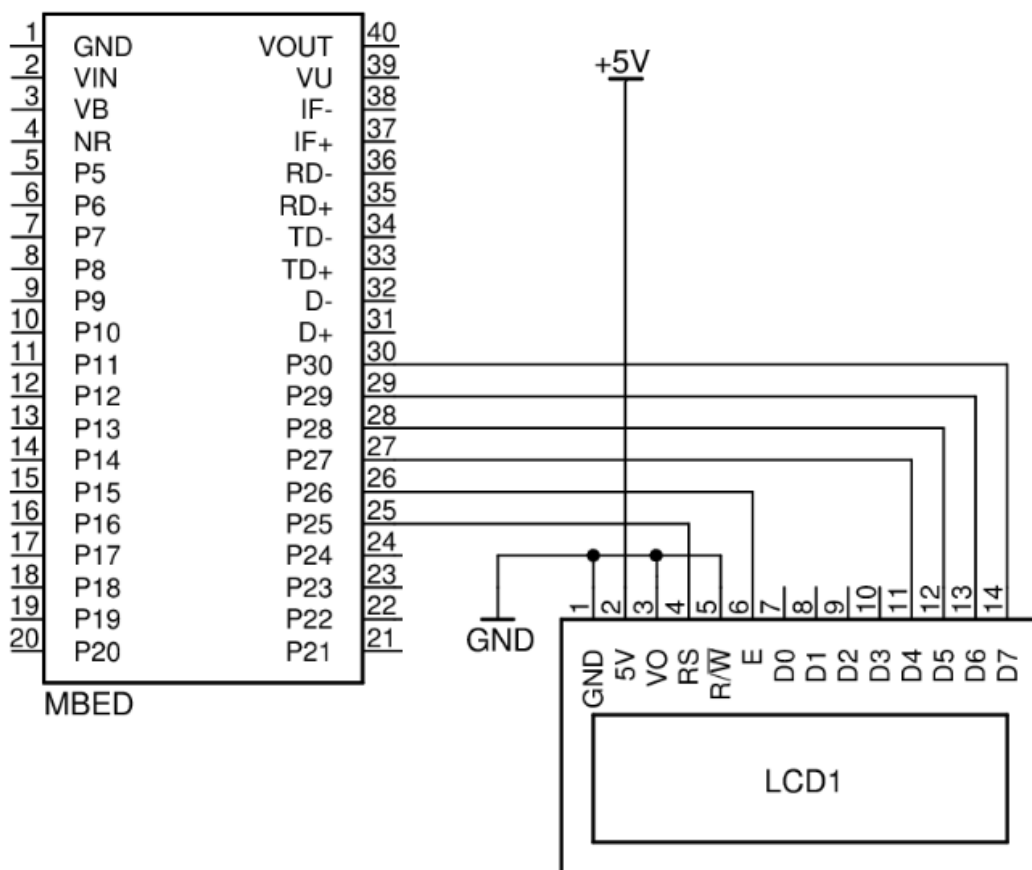 1 GND VOUT 40
2 VIN VU 39
3 VB IF- 38
4 NR IF+ 37
5 P5 RD- 36
6 P6 RD+ 35
7 P7 TD- 34
8 P8 TD+ 33
9 P9 D- 32
10 P10 D+ 31
11 P11 P30 30
12 P12 P29 29
13 P13 P28 28
14 P14 P27 27
15 P15 P26 26
16 P16 P25 25
17 P17 P24 24
18 P18 P23 23
19 P19 P22 22
20 P20 P21 21
MBED
+5V
GND
1 2 3 4 5 6 7 8 9 10 11 12 13 14
GND 5V VO RS R/W̅ E D0 D1 D2 D3 D4 D5 D6 D7
LCD1